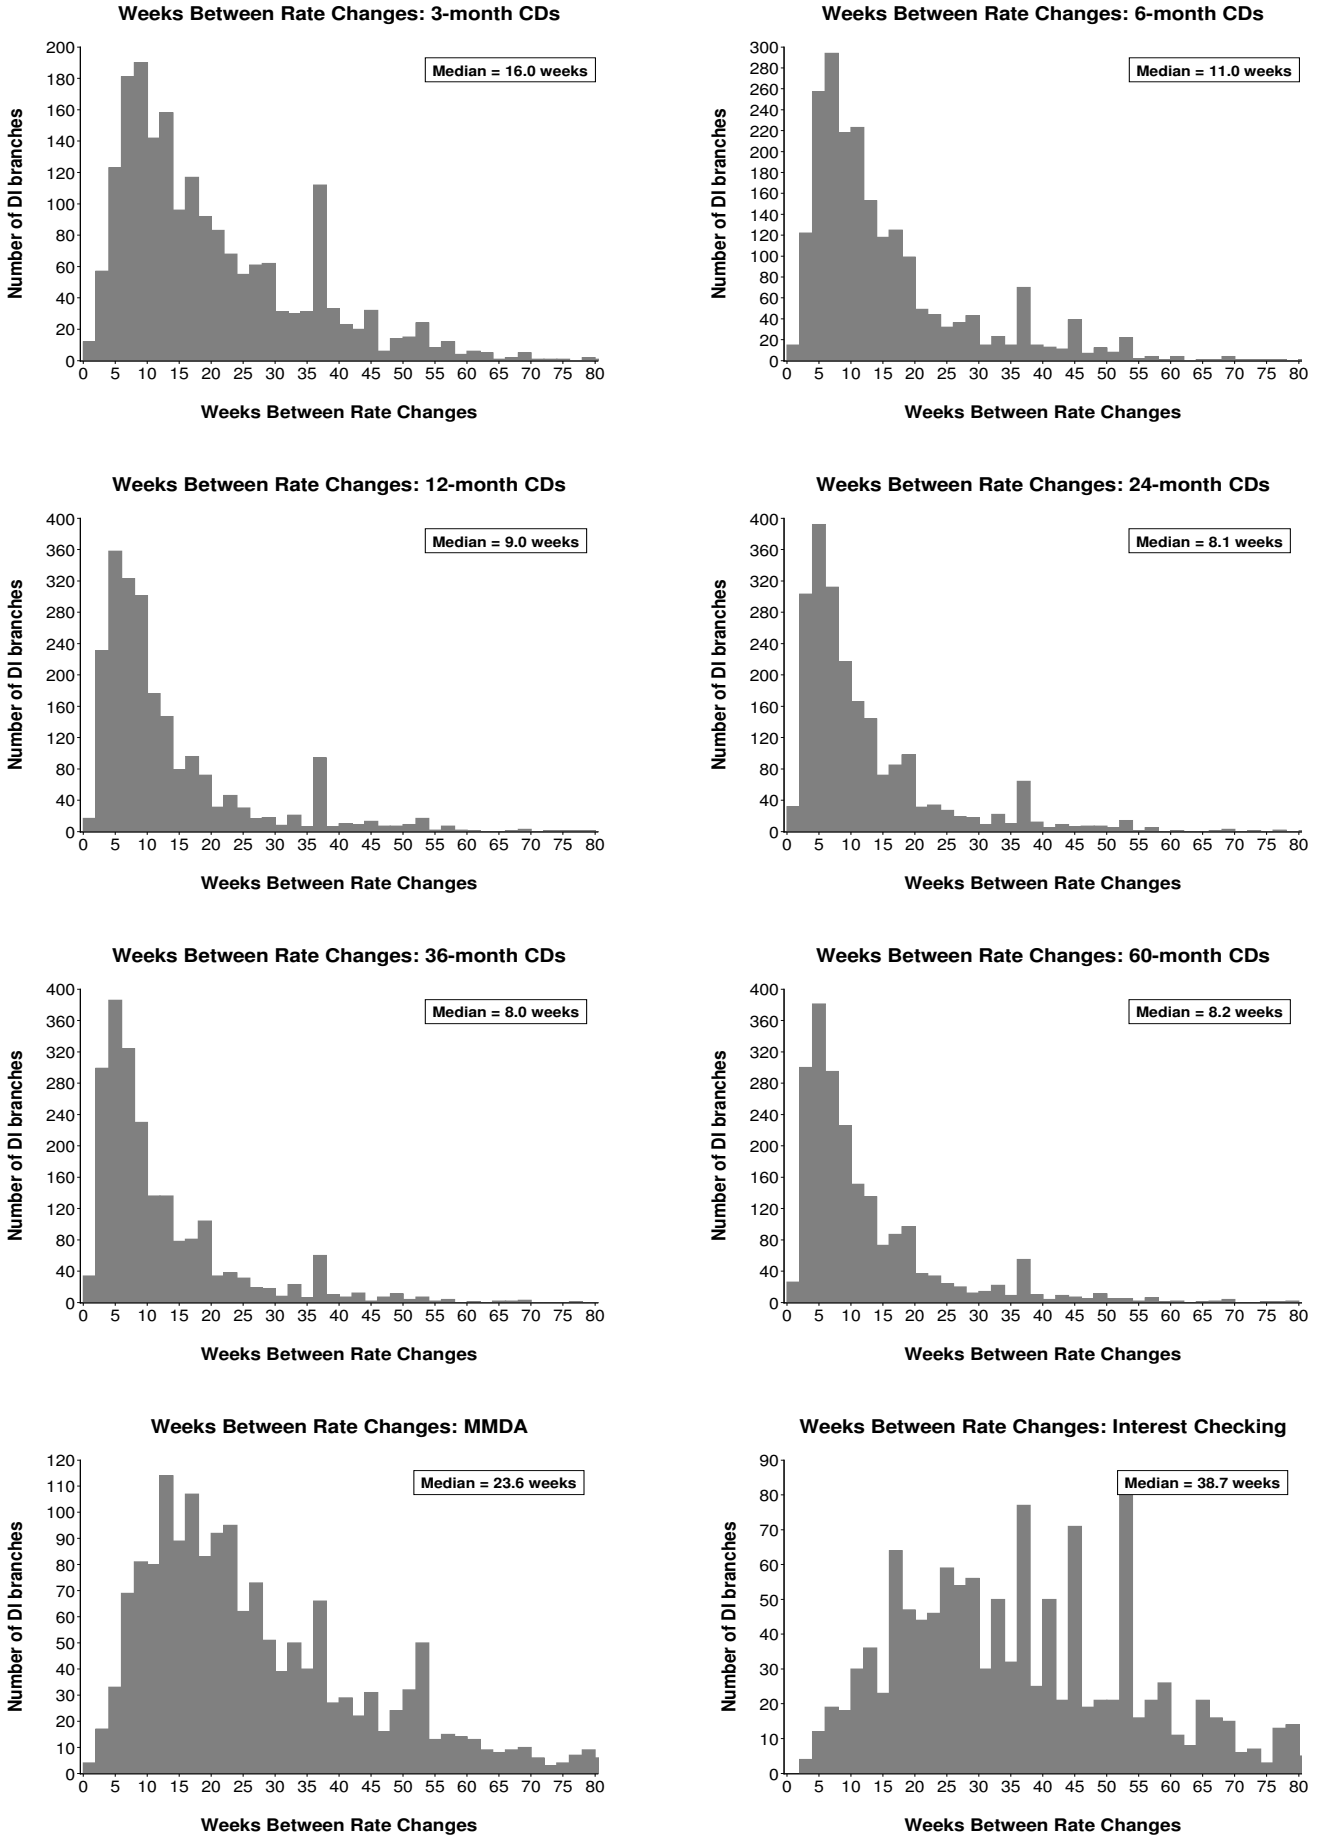 Weeks Between Rate Changes: 3-month CDs
Median = 16.0 weeks
Number of DI branches
200
180
160
140
120
100
80
60
40
20
0
0 5 10 15 20 25 30 35 40 45 50 55 60 65 70 75 80
Weeks Between Rate Changes
Weeks Between Rate Changes: 6-month CDs
Median = 11.0 weeks
Number of DI branches
300
280
260
240
220
200
180
160
140
120
100
80
60
40
20
0
0 5 10 15 20 25 30 35 40 45 50 55 60 65 70 75 80
Weeks Between Rate Changes
Weeks Between Rate Changes: 12-month CDs
Median = 9.0 weeks
Number of DI branches
400
360
320
280
240
200
160
120
80
40
0
0 5 10 15 20 25 30 35 40 45 50 55 60 65 70 75 80
Weeks Between Rate Changes
Weeks Between Rate Changes: 24-month CDs
Median = 8.1 weeks
Number of DI branches
400
360
320
280
240
200
160
120
80
40
0
0 5 10 15 20 25 30 35 40 45 50 55 60 65 70 75 80
Weeks Between Rate Changes
Weeks Between Rate Changes: 36-month CDs
Median = 8.0 weeks
Number of DI branches
400
360
320
280
240
200
160
120
80
40
0
0 5 10 15 20 25 30 35 40 45 50 55 60 65 70 75 80
Weeks Between Rate Changes
Weeks Between Rate Changes: 60-month CDs
Median = 8.2 weeks
Number of DI branches
400
360
320
280
240
200
160
120
80
40
0
0 5 10 15 20 25 30 35 40 45 50 55 60 65 70 75 80
Weeks Between Rate Changes
Weeks Between Rate Changes: MMDA
Median = 23.6 weeks
Number of DI branches
120
110
100
90
80
70
60
50
40
30
20
10
0
0 5 10 15 20 25 30 35 40 45 50 55 60 65 70 75 80
Weeks Between Rate Changes
Weeks Between Rate Changes: Interest Checking
Median = 38.7 weeks
Number of DI branches
90
80
70
60
50
40
30
20
10
0
0 5 10 15 20 25 30 35 40 45 50 55 60 65 70 75 80
Weeks Between Rate Changes